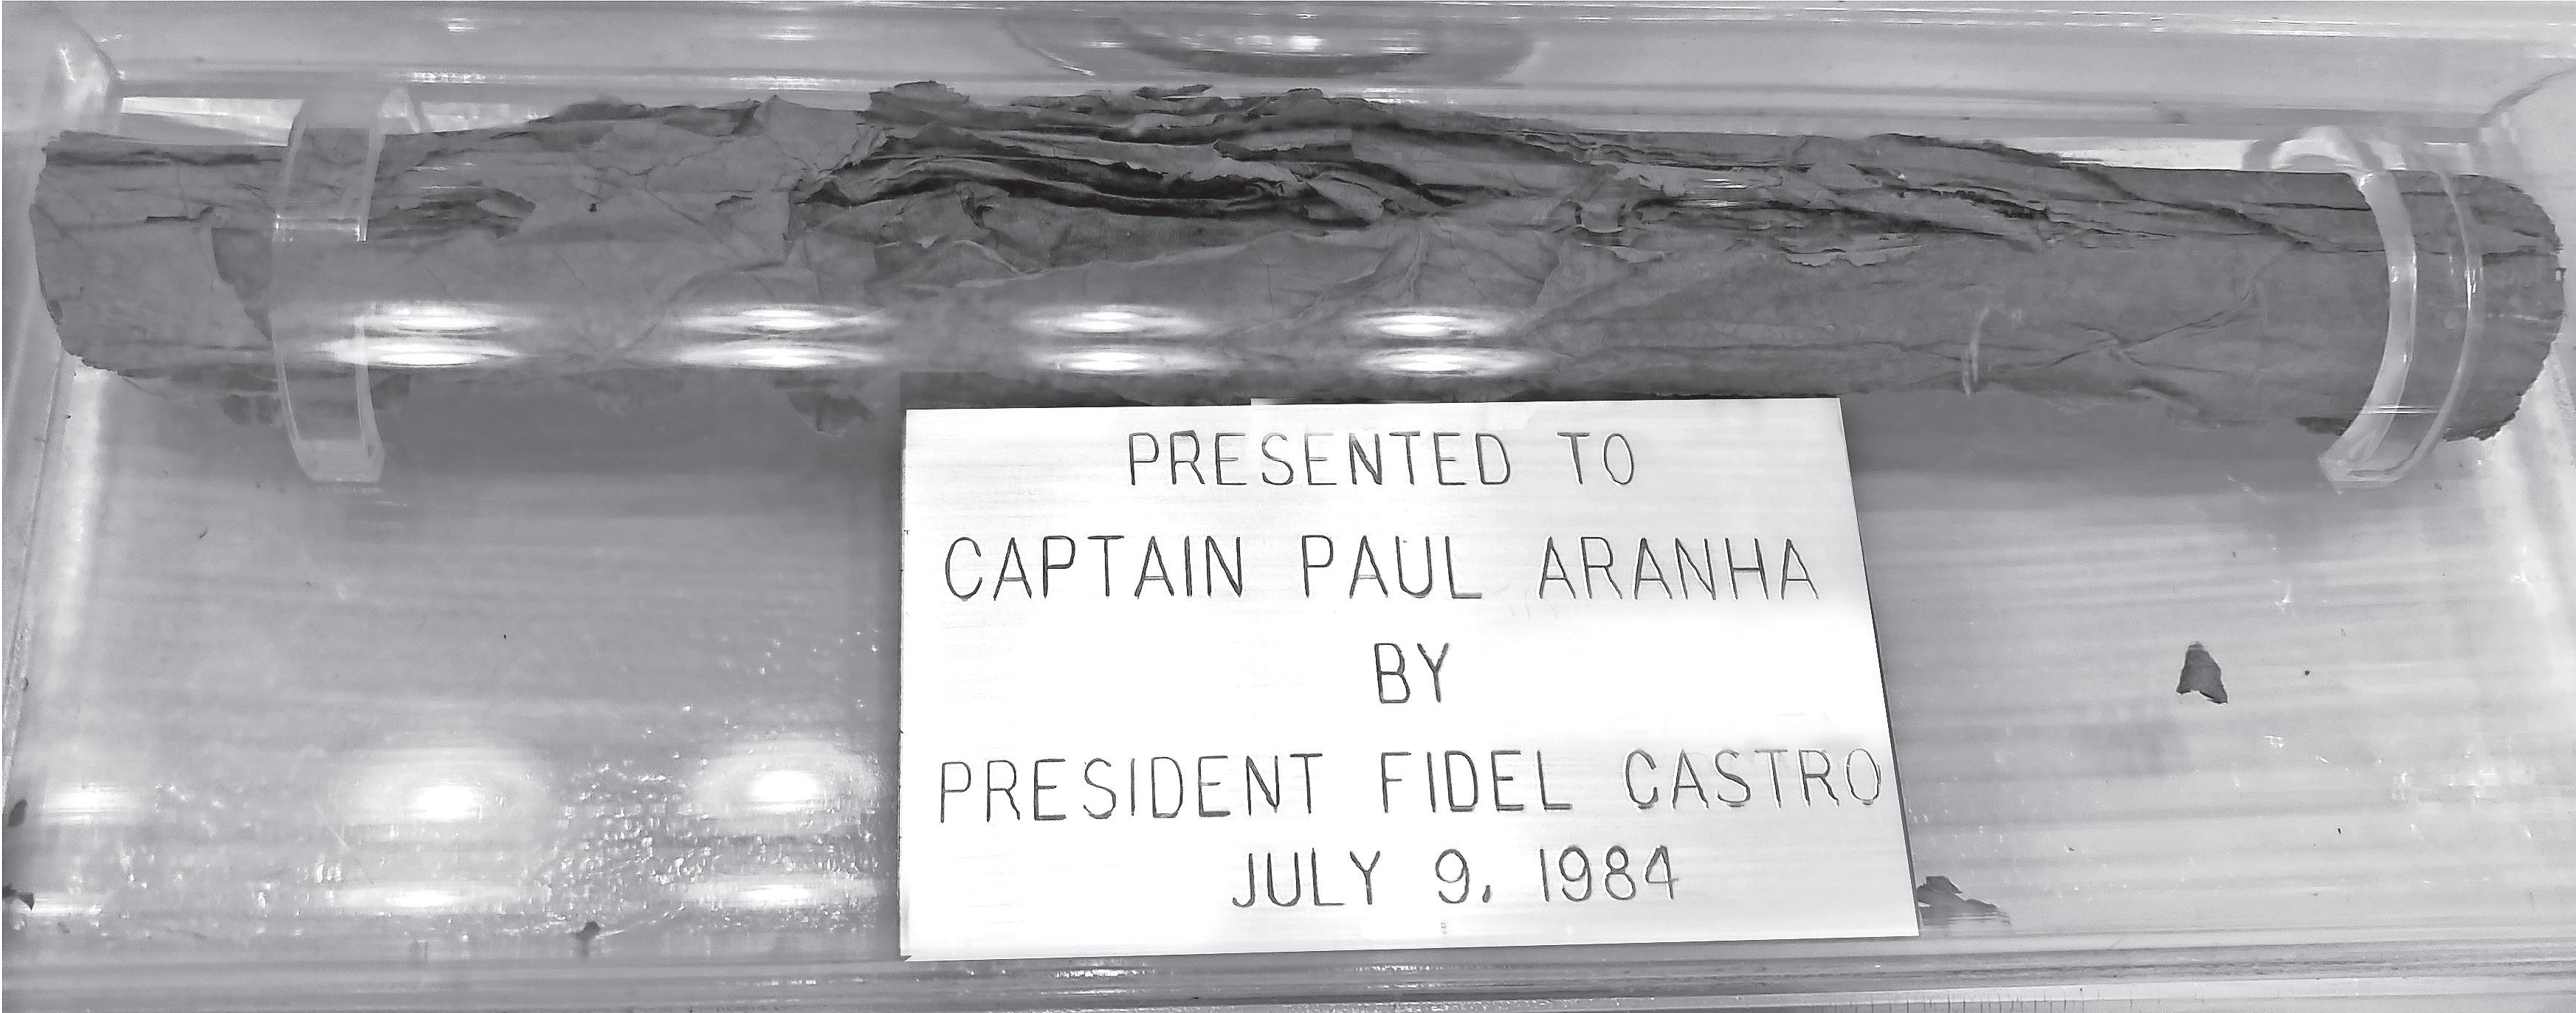 PRESENTED TO
CAPTAIN PAUL ARANHA
BY
PRESIDENT FIDEL CASTRO
JULY 9, 1984